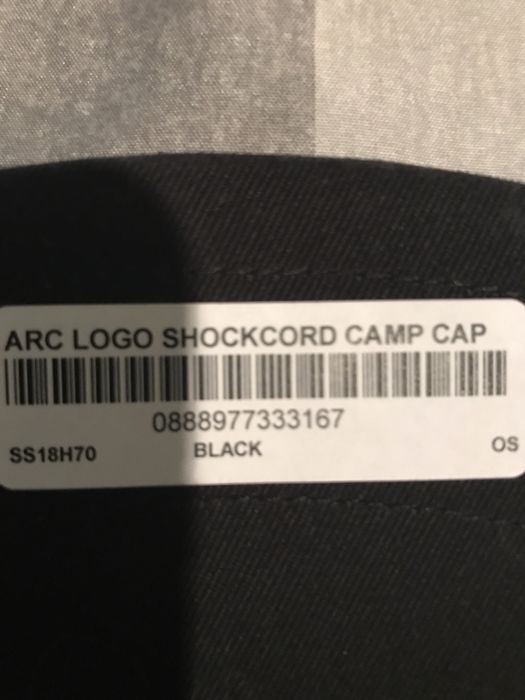 ARC LOGO SHOCKCORD CAMP CAP
0888977333167
SS18H70 BLACK OS